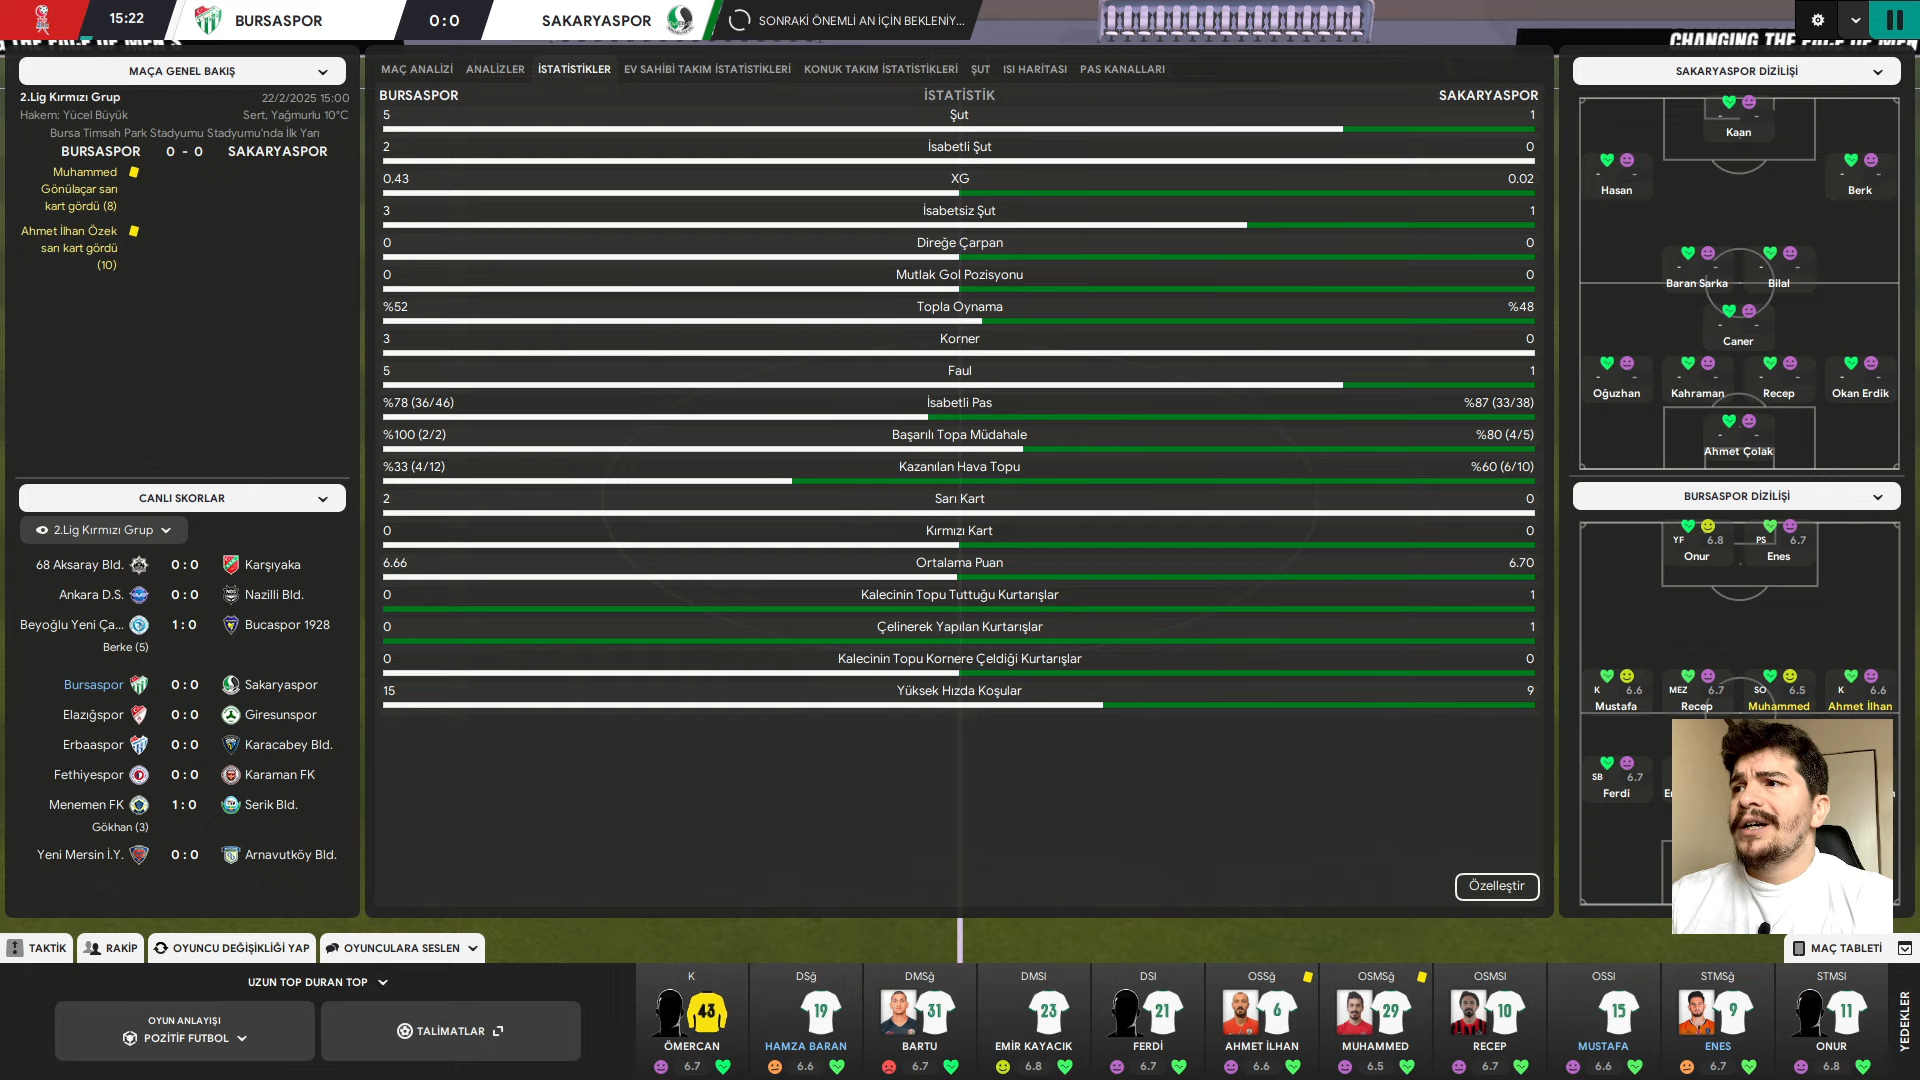 15:22
BURSASPOR
0 : 0
SAKARYASPOR
SONRAKİ ÖNEMLİ AN İÇİN BEKLENİY...
CHANGING THE FACE OF MEN
MAÇA GENEL BAKIŞ
2.Lig Kırmızı Grup
22/2/2025 15:00
Hakem: Yücel Büyük
Sert, Yağmurlu 10°C
Bursa Timsah Park Stadyumu Stadyumu'nda İlk Yarı
BURSASPOR 0 - 0 SAKARYASPOR
Muhammed
Gönülaçar sarı
kart gördü (8)
Ahmet İlhan Özek
sarı kart gördü
(10)
CANLI SKORLAR
2.Lig Kırmızı Grup
68 Aksaray Bld. 0 : 0 Karşıyaka
Ankara D.S. 0 : 0 Nazilli Bld.
Beyoğlu Yeni Ça... 1 : 0 Bucaspor 1928
Berke (5)
Bursaspor 0 : 0 Sakaryaspor
Elazığspor 0 : 0 Giresunspor
Erbaaspor 0 : 0 Karacabey Bld.
Fethiyespor 0 : 0 Karaman FK
Menemen FK 1 : 0 Serik Bld.
Gökhan (3)
Yeni Mersin İ.Y. 0 : 0 Arnavutköy Bld.
MAÇ ANALİZİ ANALİZLER İSTATİSTİKLER EV SAHİBİ TAKIM İSTATİSTİKLERİ KONUK TAKIM İSTATİSTİKLERİ ŞUT ISI HARİTASI PAS KANALLARI
BURSASPOR İSTATİSTİK SAKARYASPOR
5 Şut 1
2 İsabetli Şut 0
0.43 XG 0.02
3 İsabetsiz Şut 1
0 Direğe Çarpan 0
0 Mutlak Gol Pozisyonu 0
%52 Topla Oynama %48
3 Korner 0
5 Faul 1
%78 (36/46) İsabetli Pas %87 (33/38)
%100 (2/2) Başarılı Topa Müdahale %80 (4/5)
%33 (4/12) Kazanılan Hava Topu %60 (6/10)
2 Sarı Kart 0
0 Kırmızı Kart 0
6.66 Ortalama Puan 6.70
0 Kalecinin Topu Tuttuğu Kurtarışlar 1
0 Çelinerek Yapılan Kurtarışlar 1
0 Kalecinin Topu Kornere Çeldiği Kurtarışlar 0
15 Yüksek Hızda Koşular 9
Özelleştir
SAKARYASPOR DİZİLİŞİ
Kaan
Hasan Berk
Baran Sarka Bilal
Caner
Oğuzhan Kahraman Recep Okan Erdik
Ahmet Çolak
BURSASPOR DİZİLİŞİ
YF 6.8 PS 6.7
Onur Enes
K 6.6 MEZ 6.7 SO 6.5 K 6.6
Mustafa Recep Muhammed Ahmet İlhan
SB 6.7
Ferdi
TAKTİK RAKİP OYUNCU DEĞİŞİKLİĞİ YAP OYUNCULARA SESLEN
MAÇ TABLETİ
UZUN TOP DURAN TOP
OYUN ANLAYIŞI
POZİTİF FUTBOL
TALİMATLAR
K DSğ DMSğ DMSI DSI OSSğ OSMSğ OSMSI OSSI STMSğ STMSI
43 19 31 23 21 6 29 10 15 9 11
ÖMERCAN HAMZA BARAN BARTU EMİR KAYACIK FERDİ AHMET İLHAN MUHAMMED RECEP MUSTAFA ENES ONUR
6.7 6.6 6.7 6.8 6.7 6.6 6.5 6.7 6.6 6.7 6.8
YEDEKLER